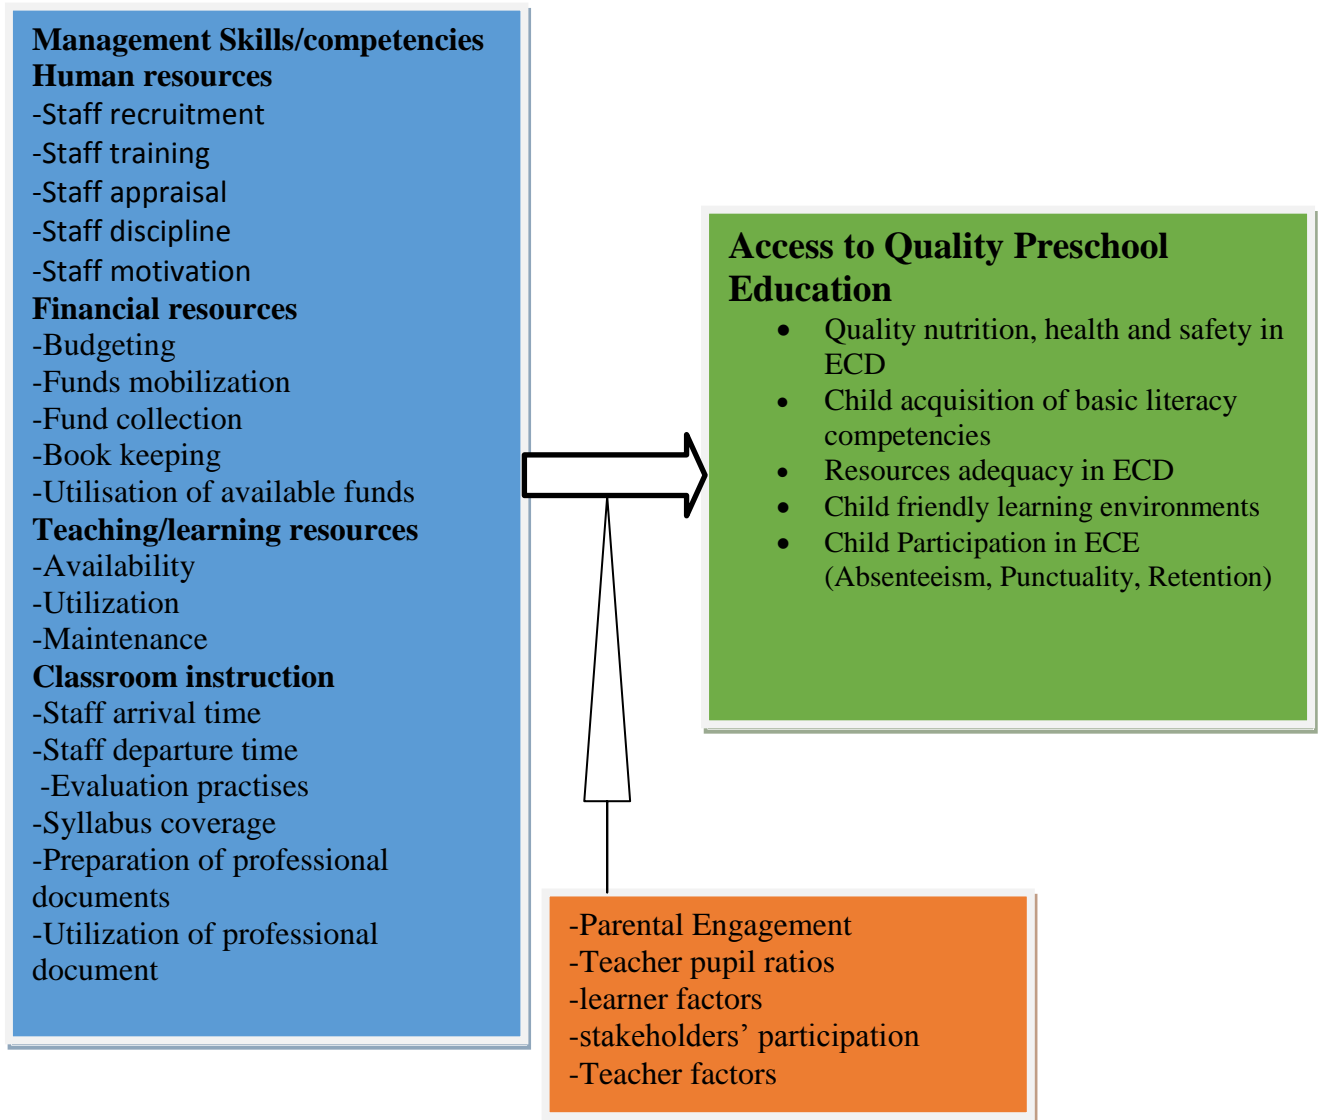 Management Skills/competencies
Human resources
-Staff recruitment
-Staff training
-Staff appraisal
-Staff discipline
-Staff motivation
Financial resources
-Budgeting
-Funds mobilization
-Fund collection
-Book keeping
-Utilisation of available funds
Teaching/learning resources
-Availability
-Utilization
-Maintenance
Classroom instruction
-Staff arrival time
-Staff departure time
-Evaluation practises
-Syllabus coverage
-Preparation of professional
documents
-Utilization of professional
document
Access to Quality Preschool
Education
• Quality nutrition, health and safety in
ECD
• Child acquisition of basic literacy
competencies
• Resources adequacy in ECD
• Child friendly learning environments
• Child Participation in ECE
(Absenteeism, Punctuality, Retention)
-Parental Engagement
-Teacher pupil ratios
-learner factors
-stakeholders’ participation
-Teacher factors